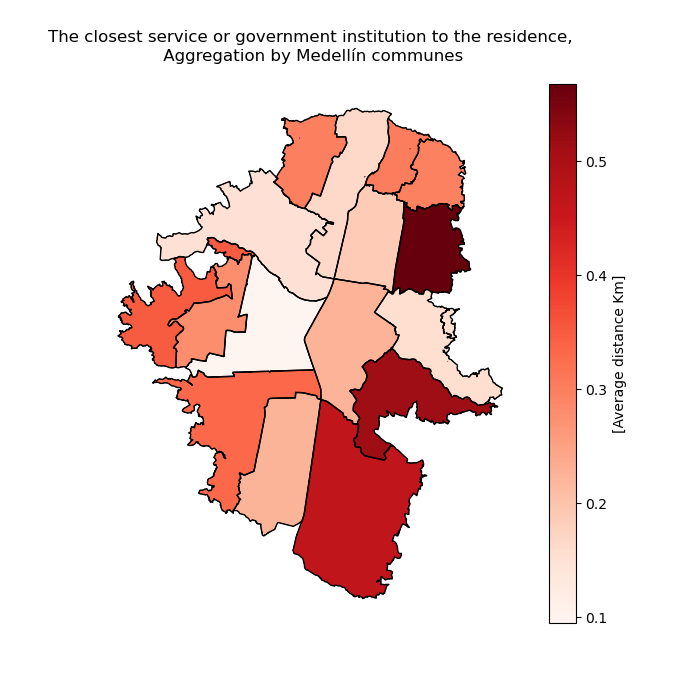 The closest service or government institution to the residence,
Aggregation by Medellín communes
0.5
0.4
0.3
0.2
0.1
[Average distance Km]